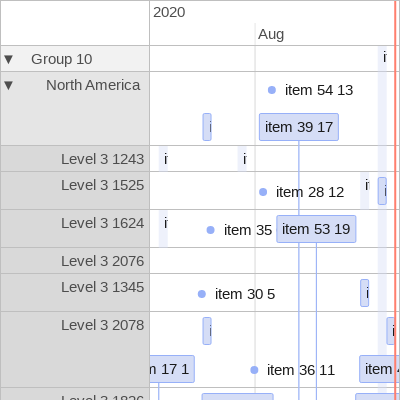 2020
Aug
▼ Group 10
▼ North America
item 54 13
item 39 17
Level 3 1243
Level 3 1525
item 28 12
Level 3 1624
item 35
item 53 19
Level 3 2076
Level 3 1345
item 30 5
Level 3 2078
17 1
item 36 11
item